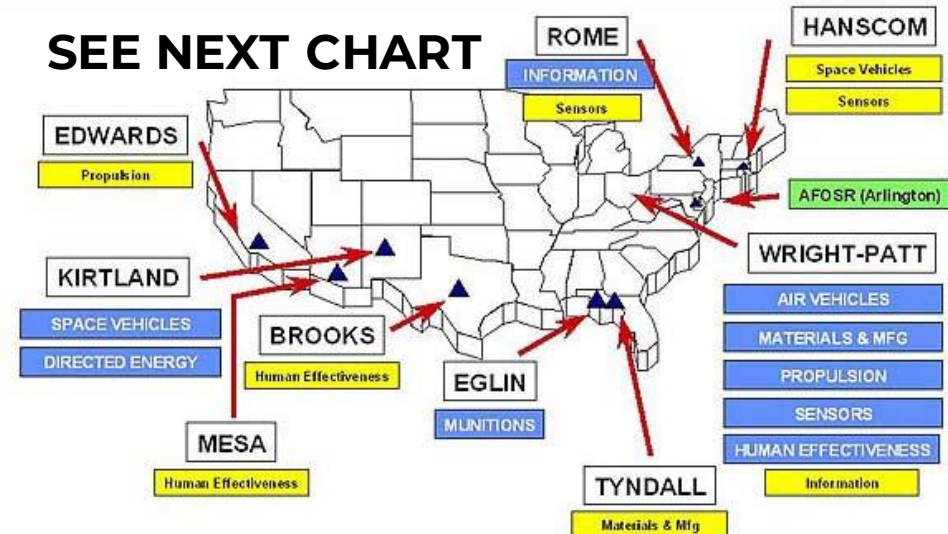 SEE NEXT CHART
ROME
INFORMATION
Sensors
HANSCOM
Space Vehicles
Sensors
EDWARDS
Propulsion
AFOSR (Arlington)
KIRTLAND
SPACE VEHICLES
DIRECTED ENERGY
WRIGHT-PATT
AIR VEHICLES
MATERIALS & MFG
PROPULSION
SENSORS
HUMAN EFFECTIVENESS
Information
BROOKS
Human Effectiveness
EGLIN
MUNITIONS
MESA
Human Effectiveness
TYNDALL
Materials & Mfg